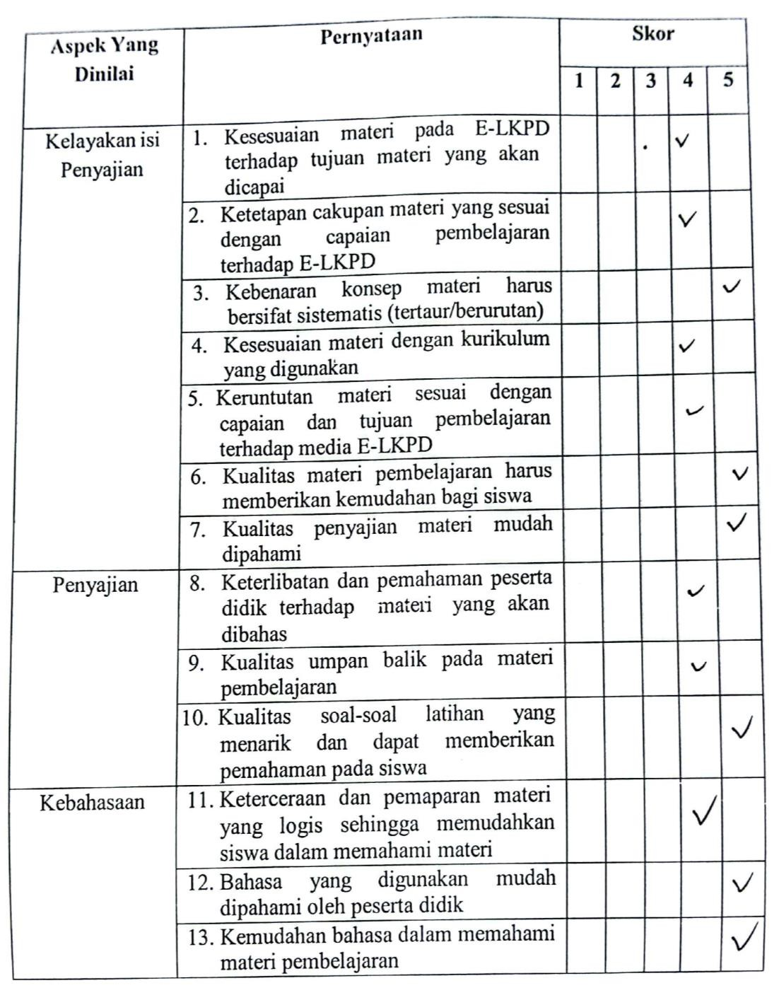 Aspek Yang
Dinilai
Pernyataan
Skor
1 2 3 4 5
Kelayakan isi
Penyajian
1. Kesesuaian materi pada E-LKPD
terhadap tujuan materi yang akan
dicapai
✓
2. Ketetapan cakupan materi yang sesuai
dengan capaian pembelajaran
terhadap E-LKPD
✓
3. Kebenaran konsep materi harus
bersifat sistematis (tertaur/berurutan)
✓
4. Kesesuaian materi dengan kurikulum
yang digunakan
✓
5. Keruntutan materi sesuai dengan
capaian dan tujuan pembelajaran
terhadap media E-LKPD
✓
6. Kualitas materi pembelajaran harus
memberikan kemudahan bagi siswa
✓
7. Kualitas penyajian materi mudah
dipahami
✓
Penyajian
8. Keterlibatan dan pemahaman peserta
didik terhadap materi yang akan
dibahas
✓
9. Kualitas umpan balik pada materi
pembelajaran
✓
10. Kualitas soal-soal latihan yang
menarik dan dapat memberikan
pemahaman pada siswa
✓
Kebahasaan
11. Keterceraan dan pemaparan materi
yang logis sehingga memudahkan
siswa dalam memahami materi
✓
12. Bahasa yang digunakan mudah
dipahami oleh peserta didik
✓
13. Kemudahan bahasa dalam memahami
materi pembelajaran
✓